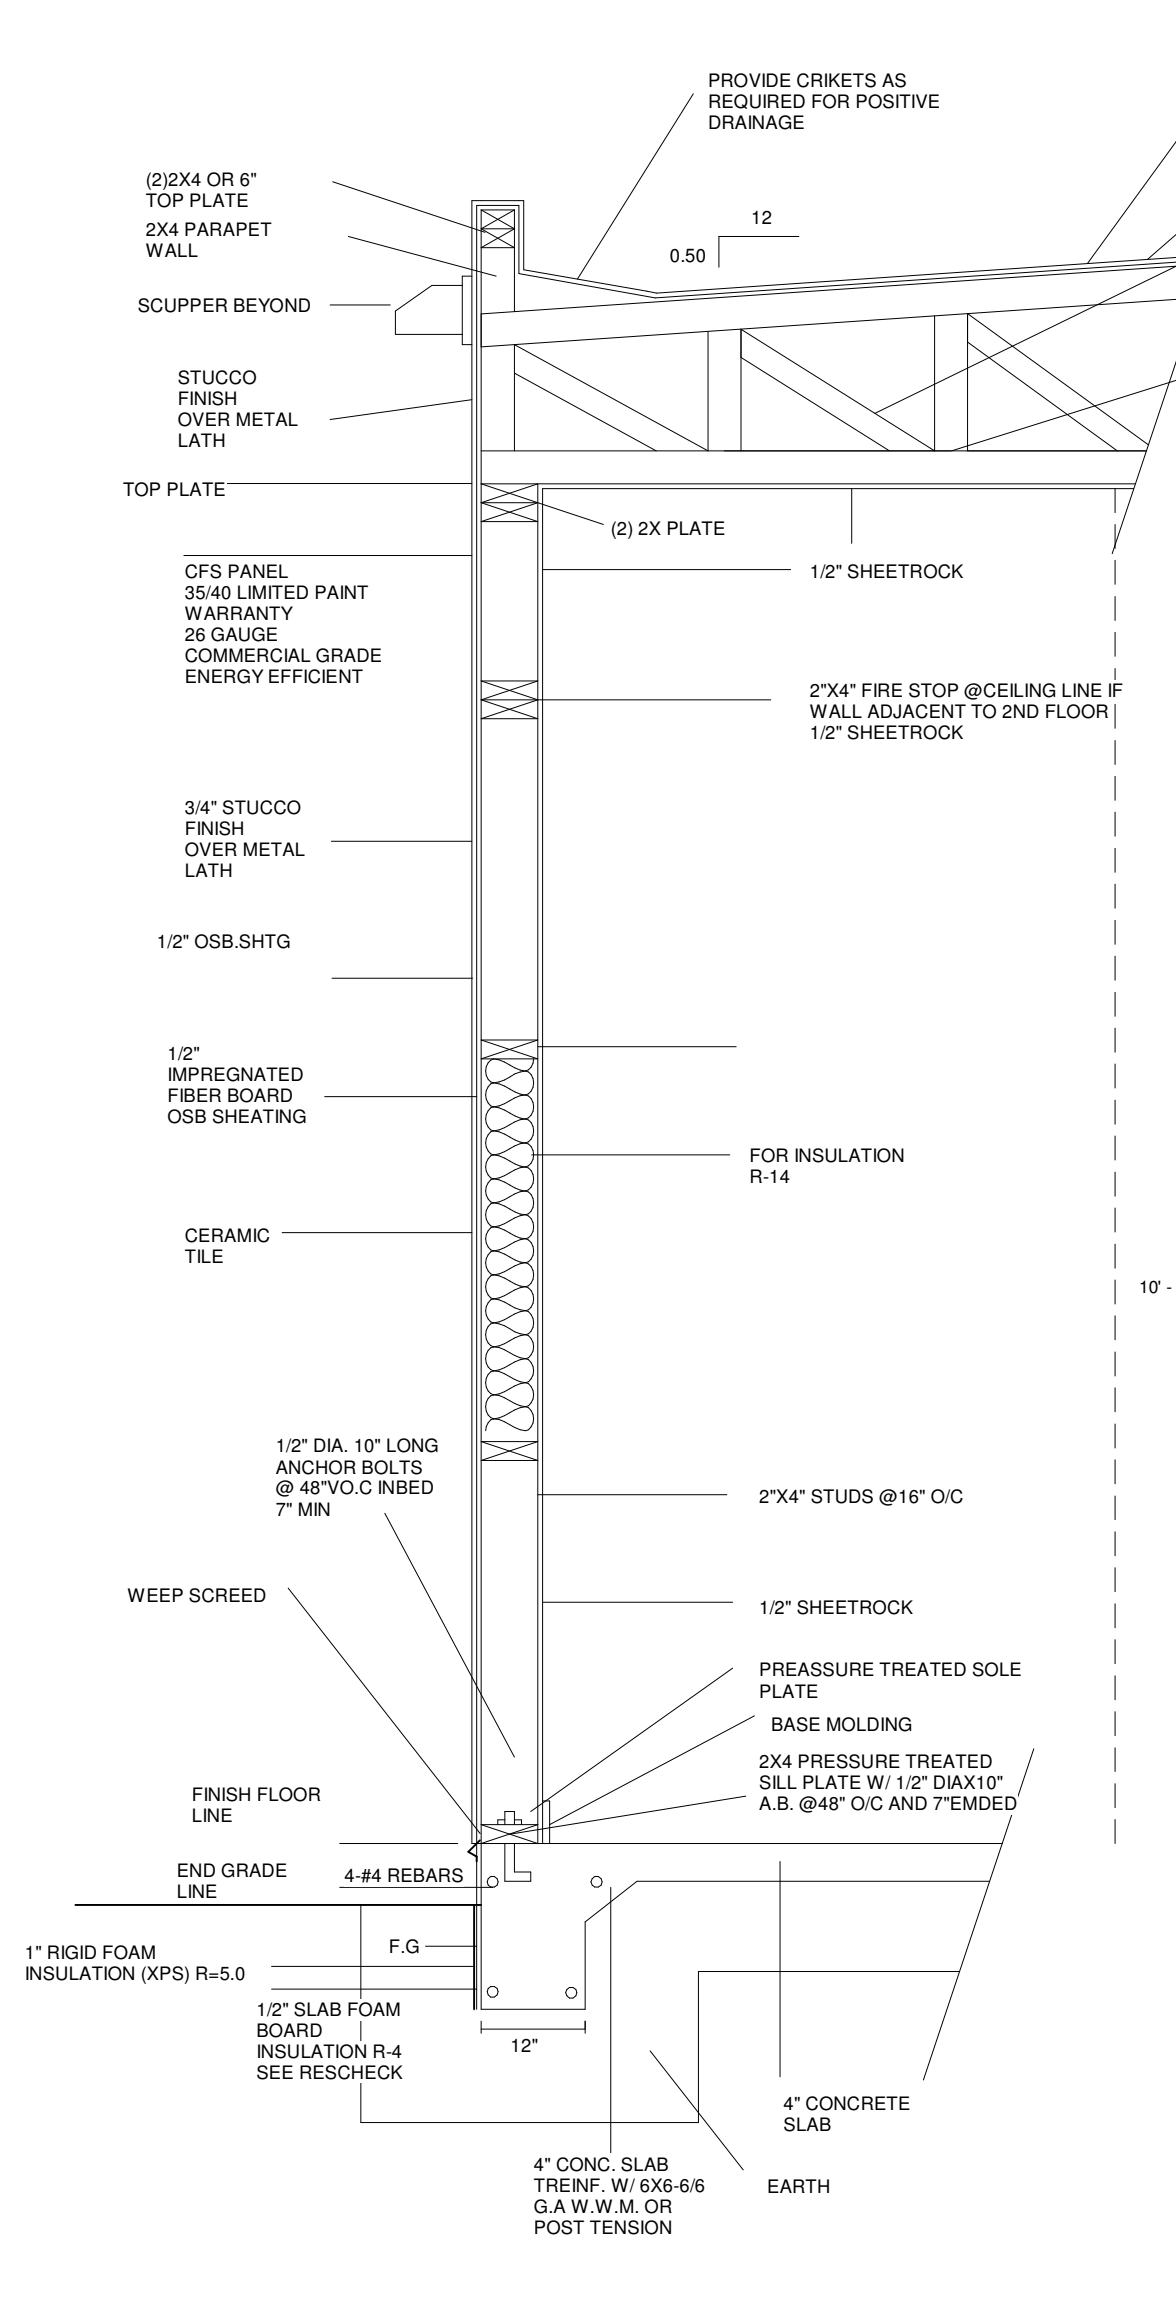 PROVIDE CRIKETS AS
REQUIRED FOR POSITIVE
DRAINAGE
(2)2X4 OR 6"
TOP PLATE
2X4 PARAPET
WALL
12
0.50
SCUPPER BEYOND
STUCCO
FINISH
OVER METAL
LATH
TOP PLATE
(2) 2X PLATE
CFS PANEL
35/40 LIMITED PAINT
WARRANTY
26 GAUGE
COMMERCIAL GRADE
ENERGY EFFICIENT
1/2" SHEETROCK
2"X4" FIRE STOP @CEILING LINE IF
WALL ADJACENT TO 2ND FLOOR
1/2" SHEETROCK
3/4" STUCCO
FINISH
OVER METAL
LATH
1/2" OSB.SHTG
1/2"
IMPREGNATED
FIBER BOARD
OSB SHEATING
FOR INSULATION
R-14
CERAMIC
TILE
10' -
1/2" DIA. 10" LONG
ANCHOR BOLTS
@ 48"VO.C INBED
7" MIN
2"X4" STUDS @16" O/C
WEEP SCREED
1/2" SHEETROCK
PREASSURE TREATED SOLE
PLATE
BASE MOLDING
2X4 PRESSURE TREATED
SILL PLATE W/ 1/2" DIAX10"
A.B. @48" O/C AND 7"EMDED
FINISH FLOOR
LINE
END GRADE
LINE
4-#4 REBARS
F.G
1" RIGID FOAM
INSULATION (XPS) R=5.0
1/2" SLAB FOAM
BOARD
INSULATION R-4
SEE RESCHECK
12"
4" CONCRETE
SLAB
4" CONC. SLAB
TREINF. W/ 6X6-6/6
G.A W.W.M. OR
POST TENSION
EARTH